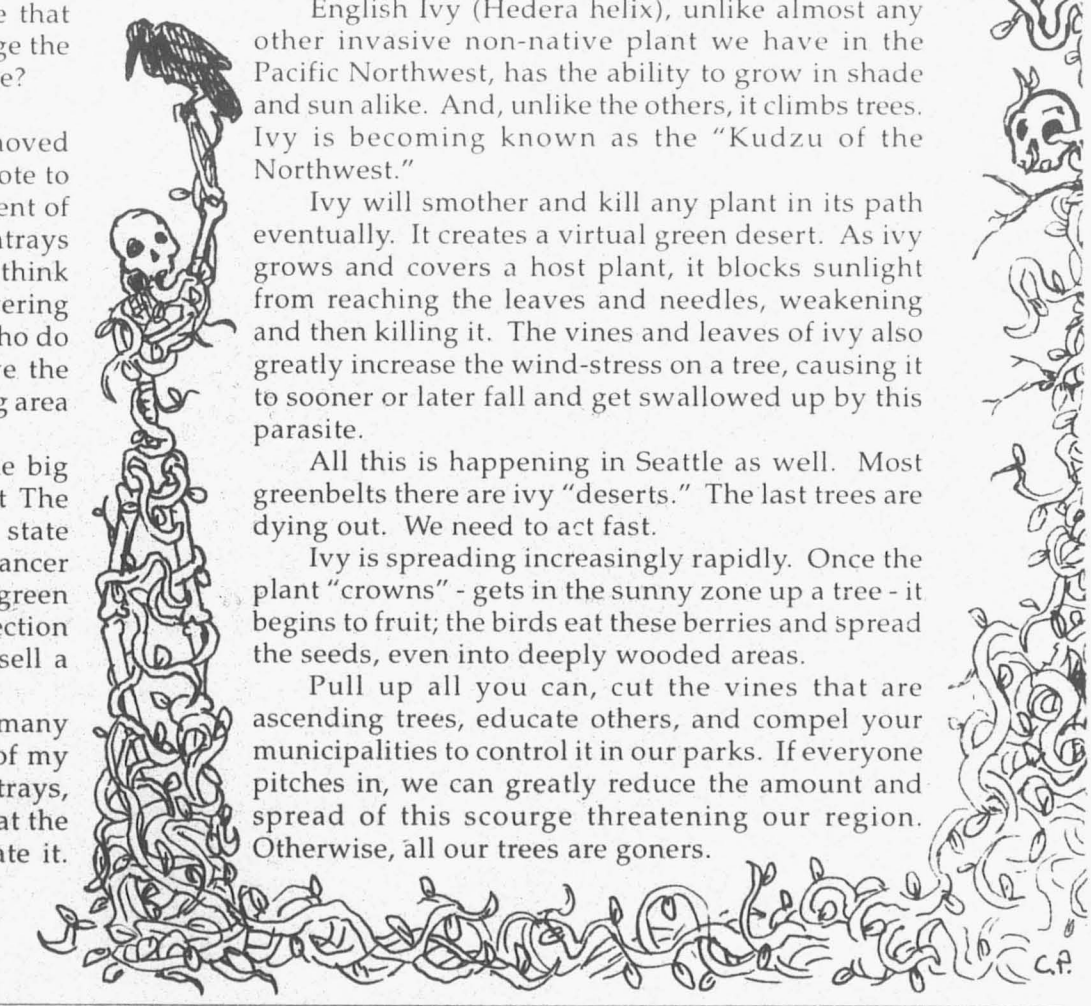 e that
ge the
e?
noved
ote to
ent of
ntrays
think
vering
ho do
e the
g area
e big
t The
state
ancer
green
ection
sell a
many
of my
trays,
at the
ate it.
English Ivy (Hedera helix), unlike almost any
other invasive non-native plant we have in the
Pacific Northwest, has the ability to grow in shade
and sun alike. And, unlike the others, it climbs trees.
Ivy is becoming known as the "Kudzu of the
Northwest."
Ivy will smother and kill any plant in its path
eventually. It creates a virtual green desert. As ivy
grows and covers a host plant, it blocks sunlight
from reaching the leaves and needles, weakening
and then killing it. The vines and leaves of ivy also
greatly increase the wind-stress on a tree, causing it
to sooner or later fall and get swallowed up by this
parasite.
All this is happening in Seattle as well. Most
greenbelts there are ivy "deserts." The last trees are
dying out. We need to act fast.
Ivy is spreading increasingly rapidly. Once the
plant "crowns" - gets in the sunny zone up a tree - it
begins to fruit; the birds eat these berries and spread
the seeds, even into deeply wooded areas.
Pull up all you can, cut the vines that are
ascending trees, educate others, and compel your
municipalities to control it in our parks. If everyone
pitches in, we can greatly reduce the amount and
spread of this scourge threatening our region.
Otherwise, all our trees are goners.
C.P.